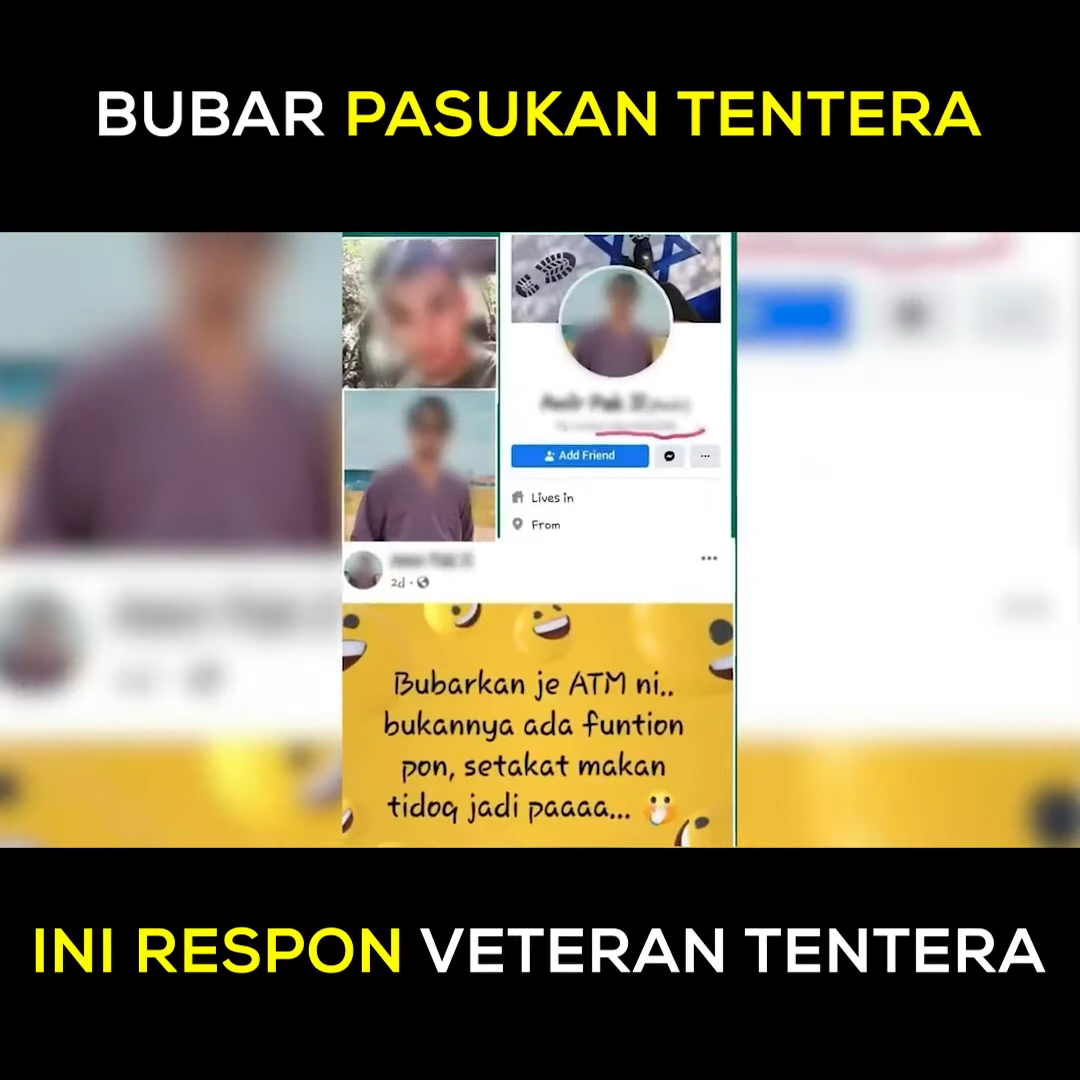 BUBAR PASUKAN TENTERA
Add Friend
Lives in
From
2d
Bubarkan je ATM ni..
bukannya ada funtion
pon, setakat makan
tidoq jadi paaaa...
INI RESPON VETERAN TENTERA